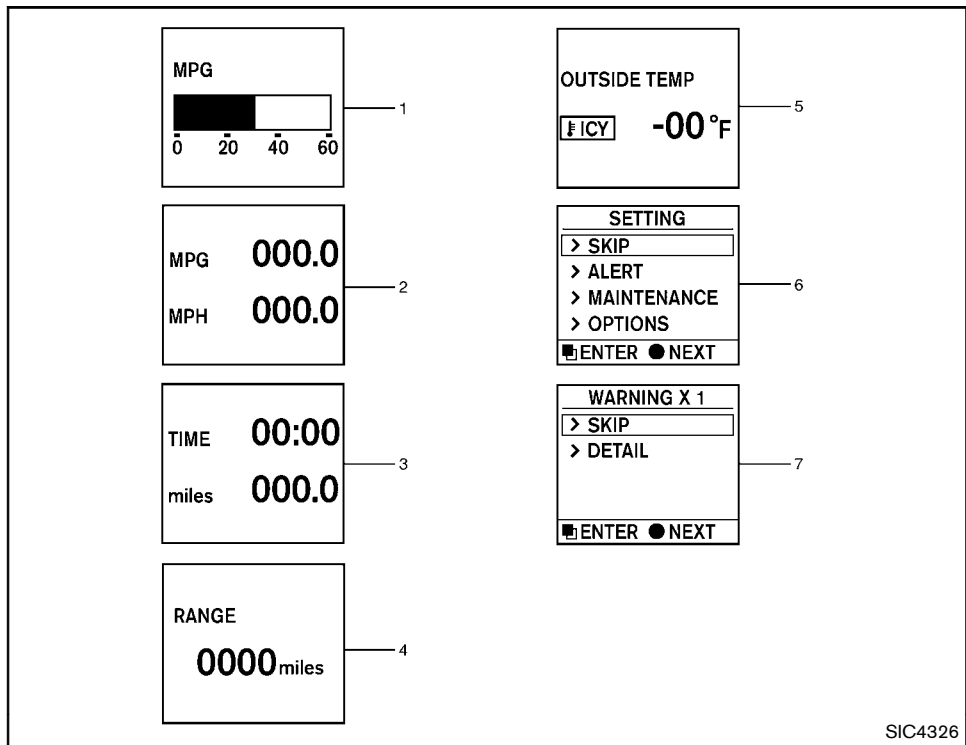 MPG
0 20 40 60
1
MPG 000.0
MPH 000.0
2
TIME 00:00
miles 000.0
3
RANGE
0000 miles
4
OUTSIDE TEMP
ICY -00°F
5
SETTING
> SKIP
> ALERT
> MAINTENANCE
> OPTIONS
ENTER NEXT
6
WARNING X 1
> SKIP
> DETAIL
ENTER NEXT
7
SIC4326